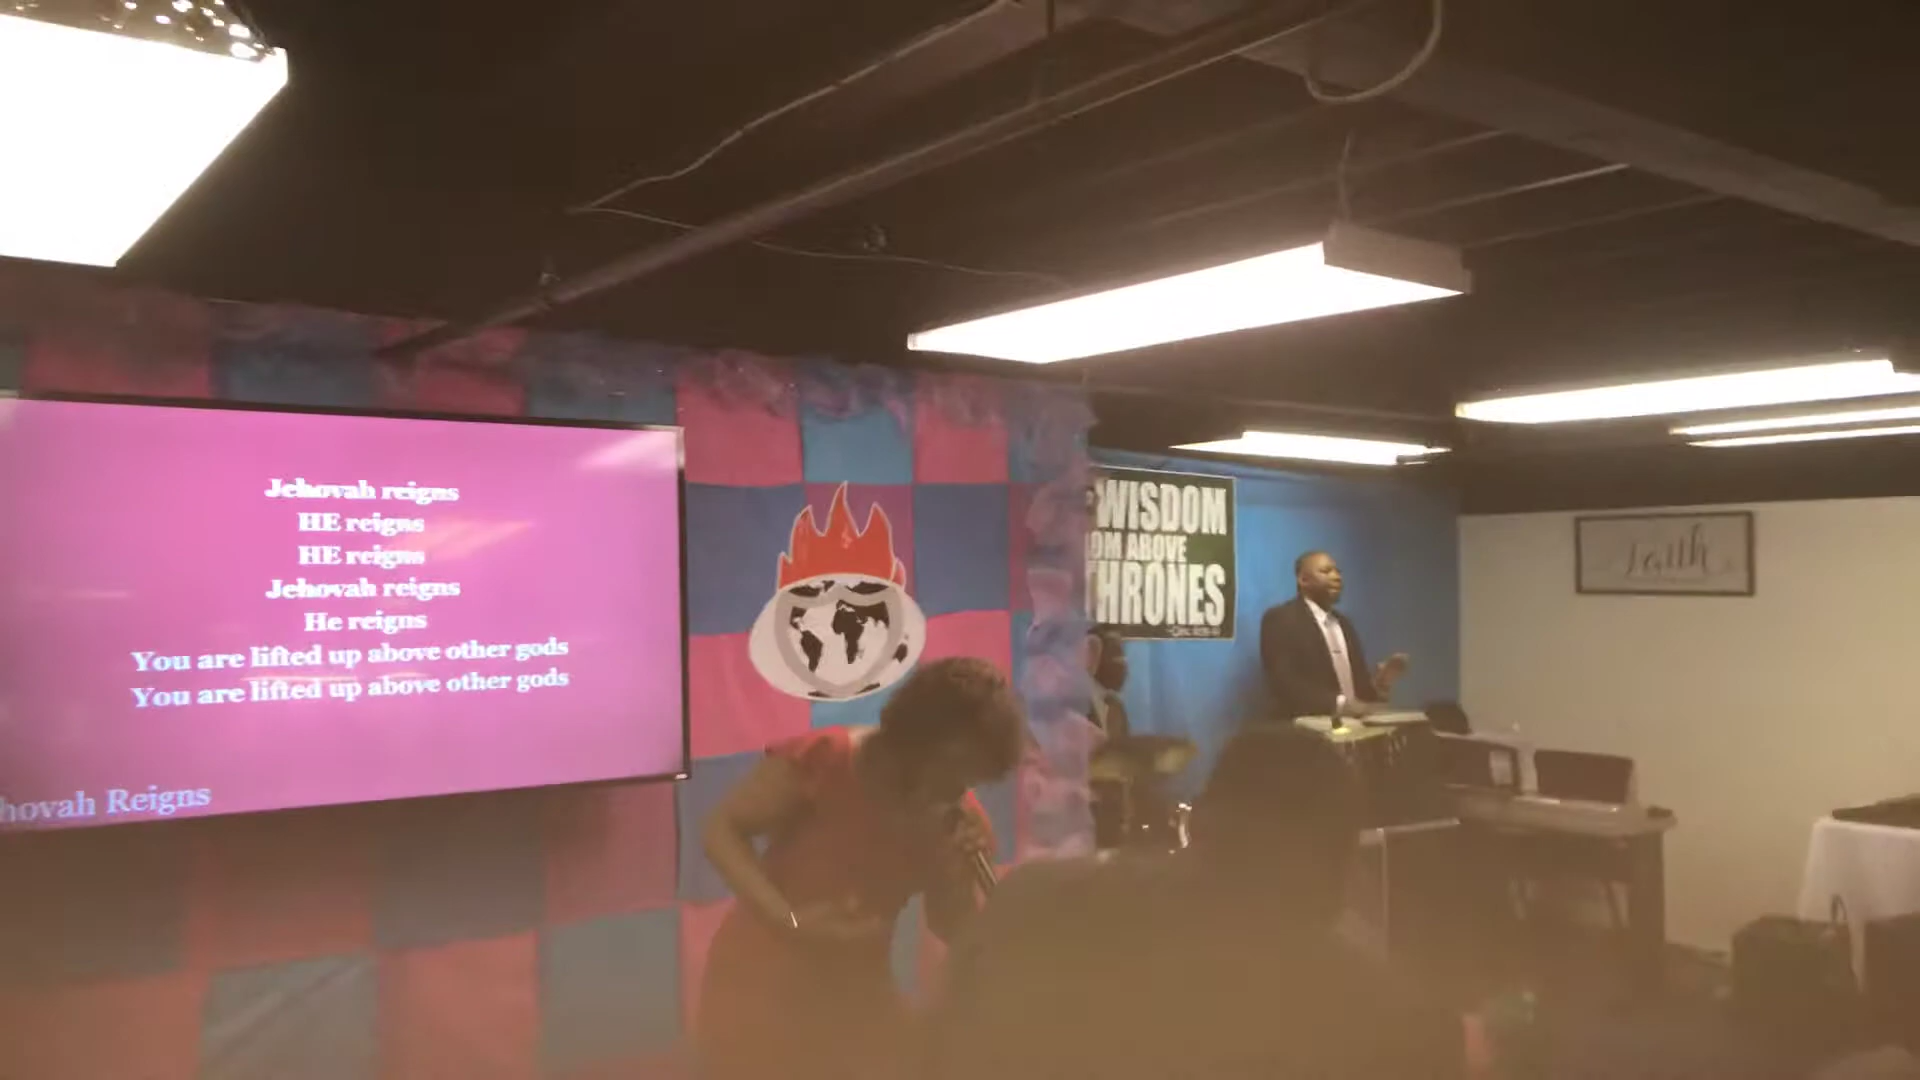 Jehovah reigns
HE reigns
HE reigns
Jehovah reigns
He reigns
You are lifted up above other gods
You are lifted up above other gods
hovah Reigns
WISDOM
OM ABOVE
THRONES
faith